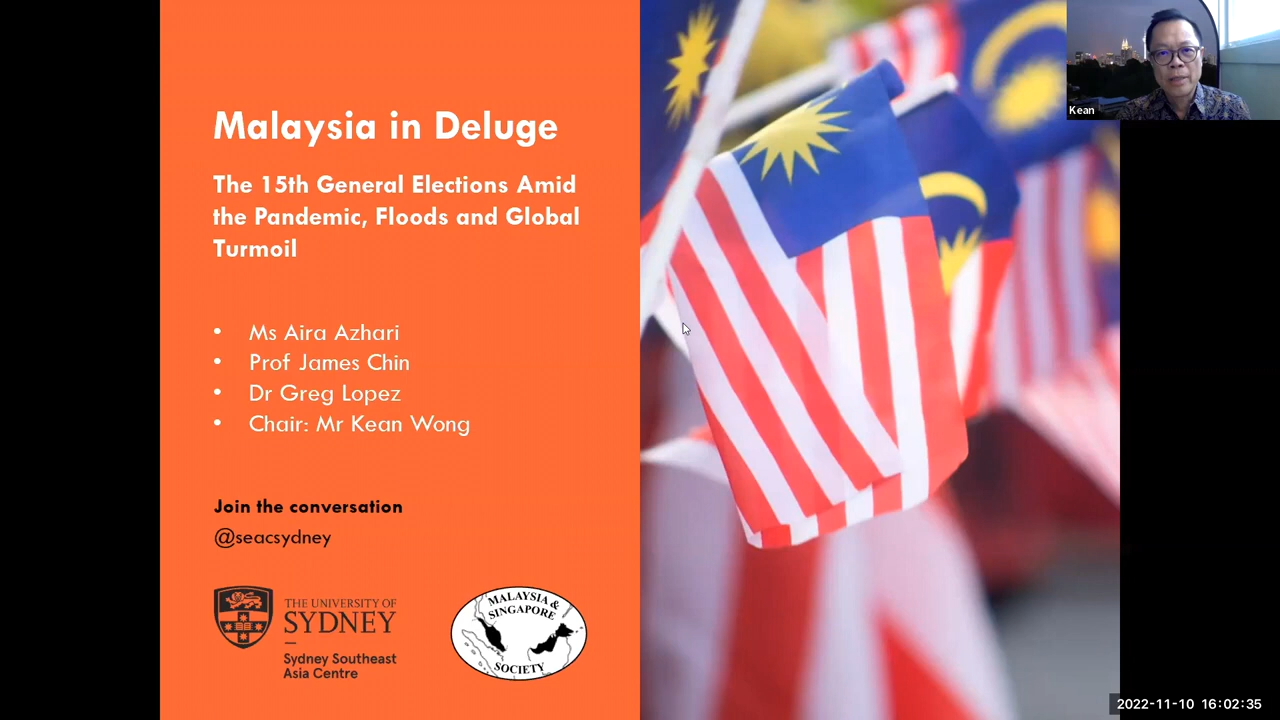 Malaysia in Deluge
The 15th General Elections Amid
the Pandemic, Floods and Global
Turmoil
• Ms Aira Azhari
• Prof James Chin
• Dr Greg Lopez
• Chair: Mr Kean Wong
Join the conversation
@seacsydney
THE UNIVERSITY OF
SYDNEY
Sydney Southeast
Asia Centre
MALAYSIA &
SINGAPORE
SOCIETY
Kean
2022-11-10 16:02:35